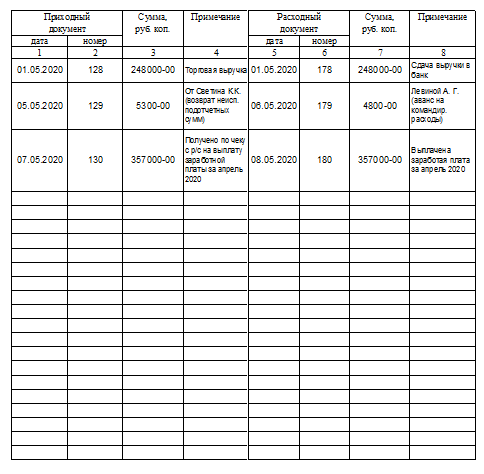 Приходный документ Сумма, руб. коп. Примечание Расходный документ Сумма, руб. коп. Примечание
дата номер дата номер
1 2 3 4 5 6 7 8
01.05.2020 128 248000-00 Торговая выручка 01.05.2020 178 248000-00 Сдача выручки в банк
05.05.2020 129 5300-00 От Светина К.К. (возврат неисп. подотчетных сумм) 06.05.2020 179 4800-00 Левиной А. Г. (аванс на командир. расходы)
07.05.2020 130 357000-00 Получено по чеку с р/с на выплату заработной платы за апрель 2020 08.05.2020 180 357000-00 Выплачена заработая плата за апрель 2020